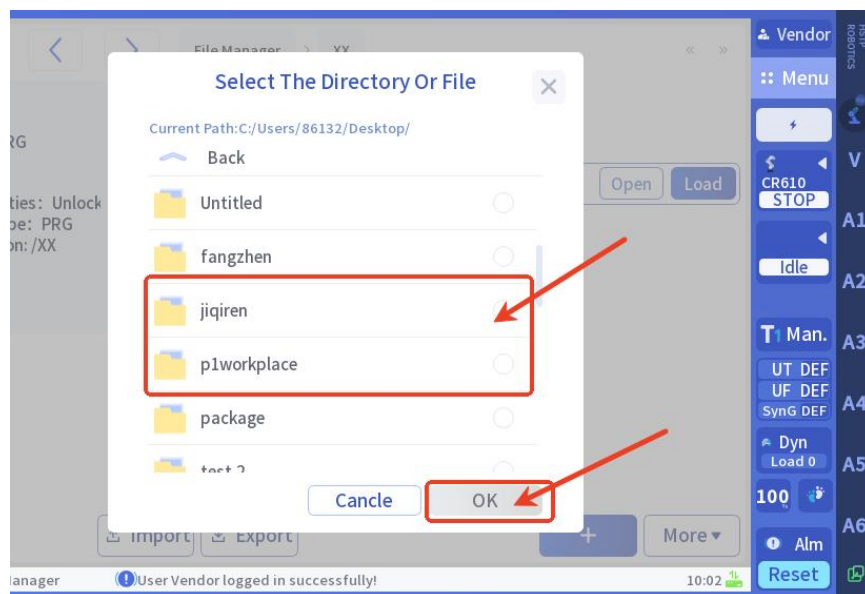 File Manager > XX
« »
Select The Directory Or File
Current Path:C:/Users/86132/Desktop/
Back
Untitled
fangzhen
jiqiren
p1workplace
package
test 2
Cancle
OK
RG
ties: Unlock
pe: PRG
on: /XX
Open
Load
Import
Export
+
More
anager
User Vendor logged in successfully!
10:02
Vendor
Menu
CR610
STOP
Idle
T1 Man.
UT DEF
UF DEF
SynG DEF
Dyn
Load 0
100
%
Alm
Reset
ROBOTICS
V
A1
A2
A3
A4
A5
A6